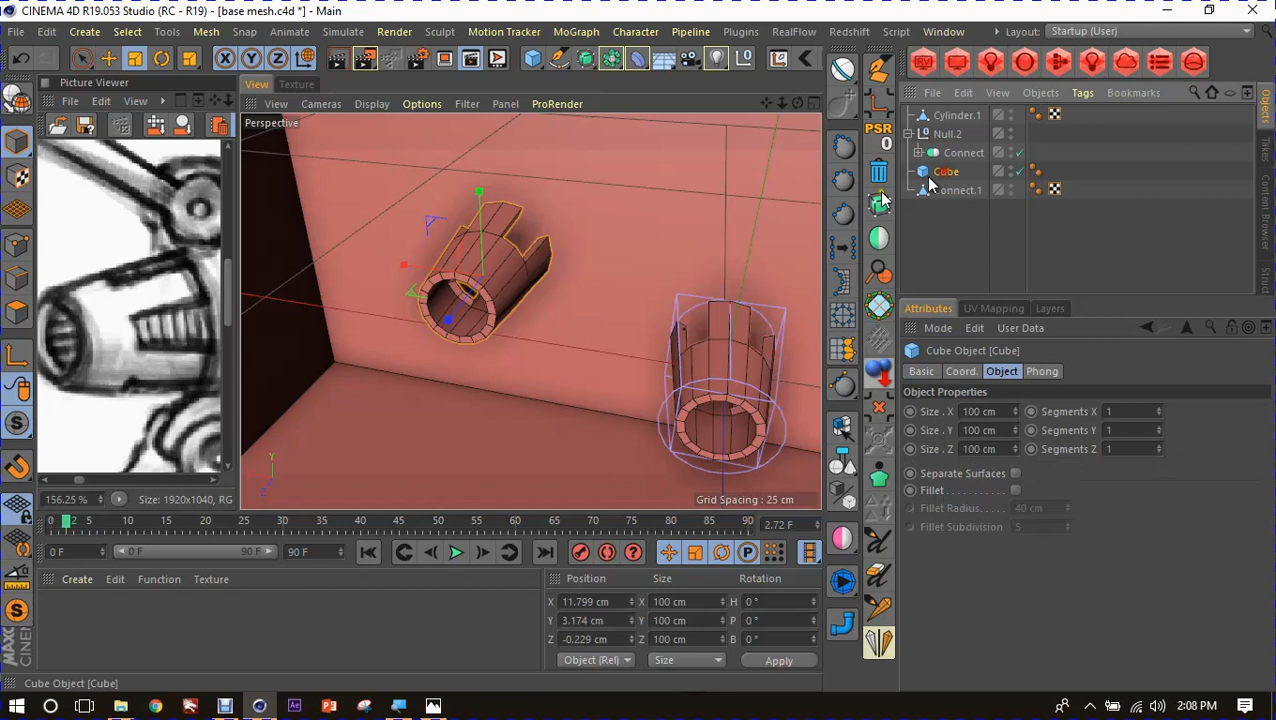 CINEMA 4D R19.053 Studio (RC - R19) - [base mesh.c4d *] - Main
File Edit Create Select Tools Mesh Snap Animate Simulate Render Sculpt Motion Tracker MoGraph Character Pipeline Plugins RealFlow Redshift Script Window Layout: Startup (User)
X Y Z
Picture Viewer
File Edit View
View Texture
View Cameras Display Options Filter Panel ProRender
Perspective
Y
Z
Grid Spacing : 25 cm
156.25 % Size: 1920x1040, RG
PSR
0
File Edit View Objects Tags Bookmarks
Cylinder.1
Null.2
Connect
Cube
Connect.1
Objects
Takes
Content Browser
Struct
Attributes UV Mapping Layers
Mode Edit User Data
Cube Object [Cube]
Basic Coord. Object Phong
Object Properties
Size . X 100 cm Segments X 1
Size . Y 100 cm Segments Y 1
Size . Z 100 cm Segments Z 1
Separate Surfaces
Fillet
Fillet Radius 40 cm
Fillet Subdivision 5
0 2 5 10 15 20 25 30 35 40 45 50 55 60 65 70 75 80 85 90 2.72 F
0 F 0 F 90 F 90 F
Create Edit Function Texture
Position Size Rotation
X 11.799 cm X 100 cm H 0 °
Y 3.174 cm Y 100 cm P 0 °
Z -0.229 cm Z 100 cm B 0 °
Object (Rel) Size Apply
MAXON CINEMA 4D
Cube Object [Cube]
2:08 PM